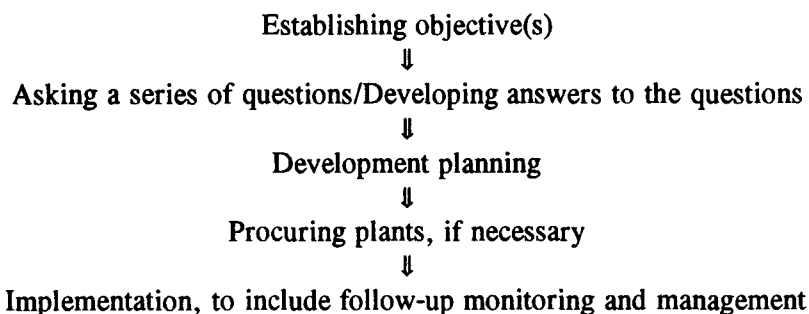 Establishing objective(s)
⇓
Asking a series of questions/Developing answers to the questions
⇓
Development planning
⇓
Procuring plants, if necessary
⇓
Implementation, to include follow-up monitoring and management